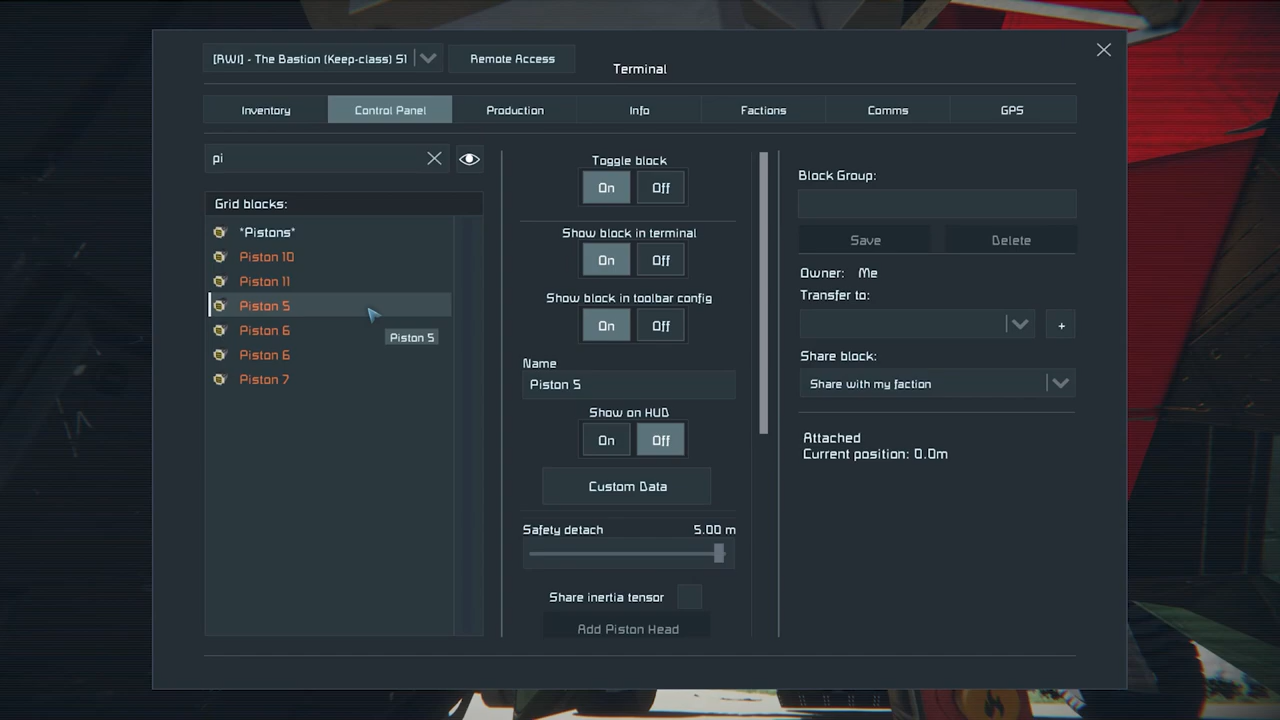 [RWI] - The Bastion (Keep-class) S1
Remote Access
Terminal
Inventory
Control Panel
Production
Info
Factions
Comms
GPS
pi
Grid blocks:
*Pistons*
Piston 10
Piston 11
Piston 5
Piston 6
Piston 6
Piston 7
Piston 5
Toggle block
On Off
Show block in terminal
On Off
Show block in toolbar config
On Off
Name
Piston 5
Show on HUD
On Off
Custom Data
Safety detach 5.00 m
Share inertia tensor
Add Piston Head
Block Group:
Save Delete
Owner: Me
Transfer to:
+
Share block:
Share with my faction
Attached
Current position: 0.0m